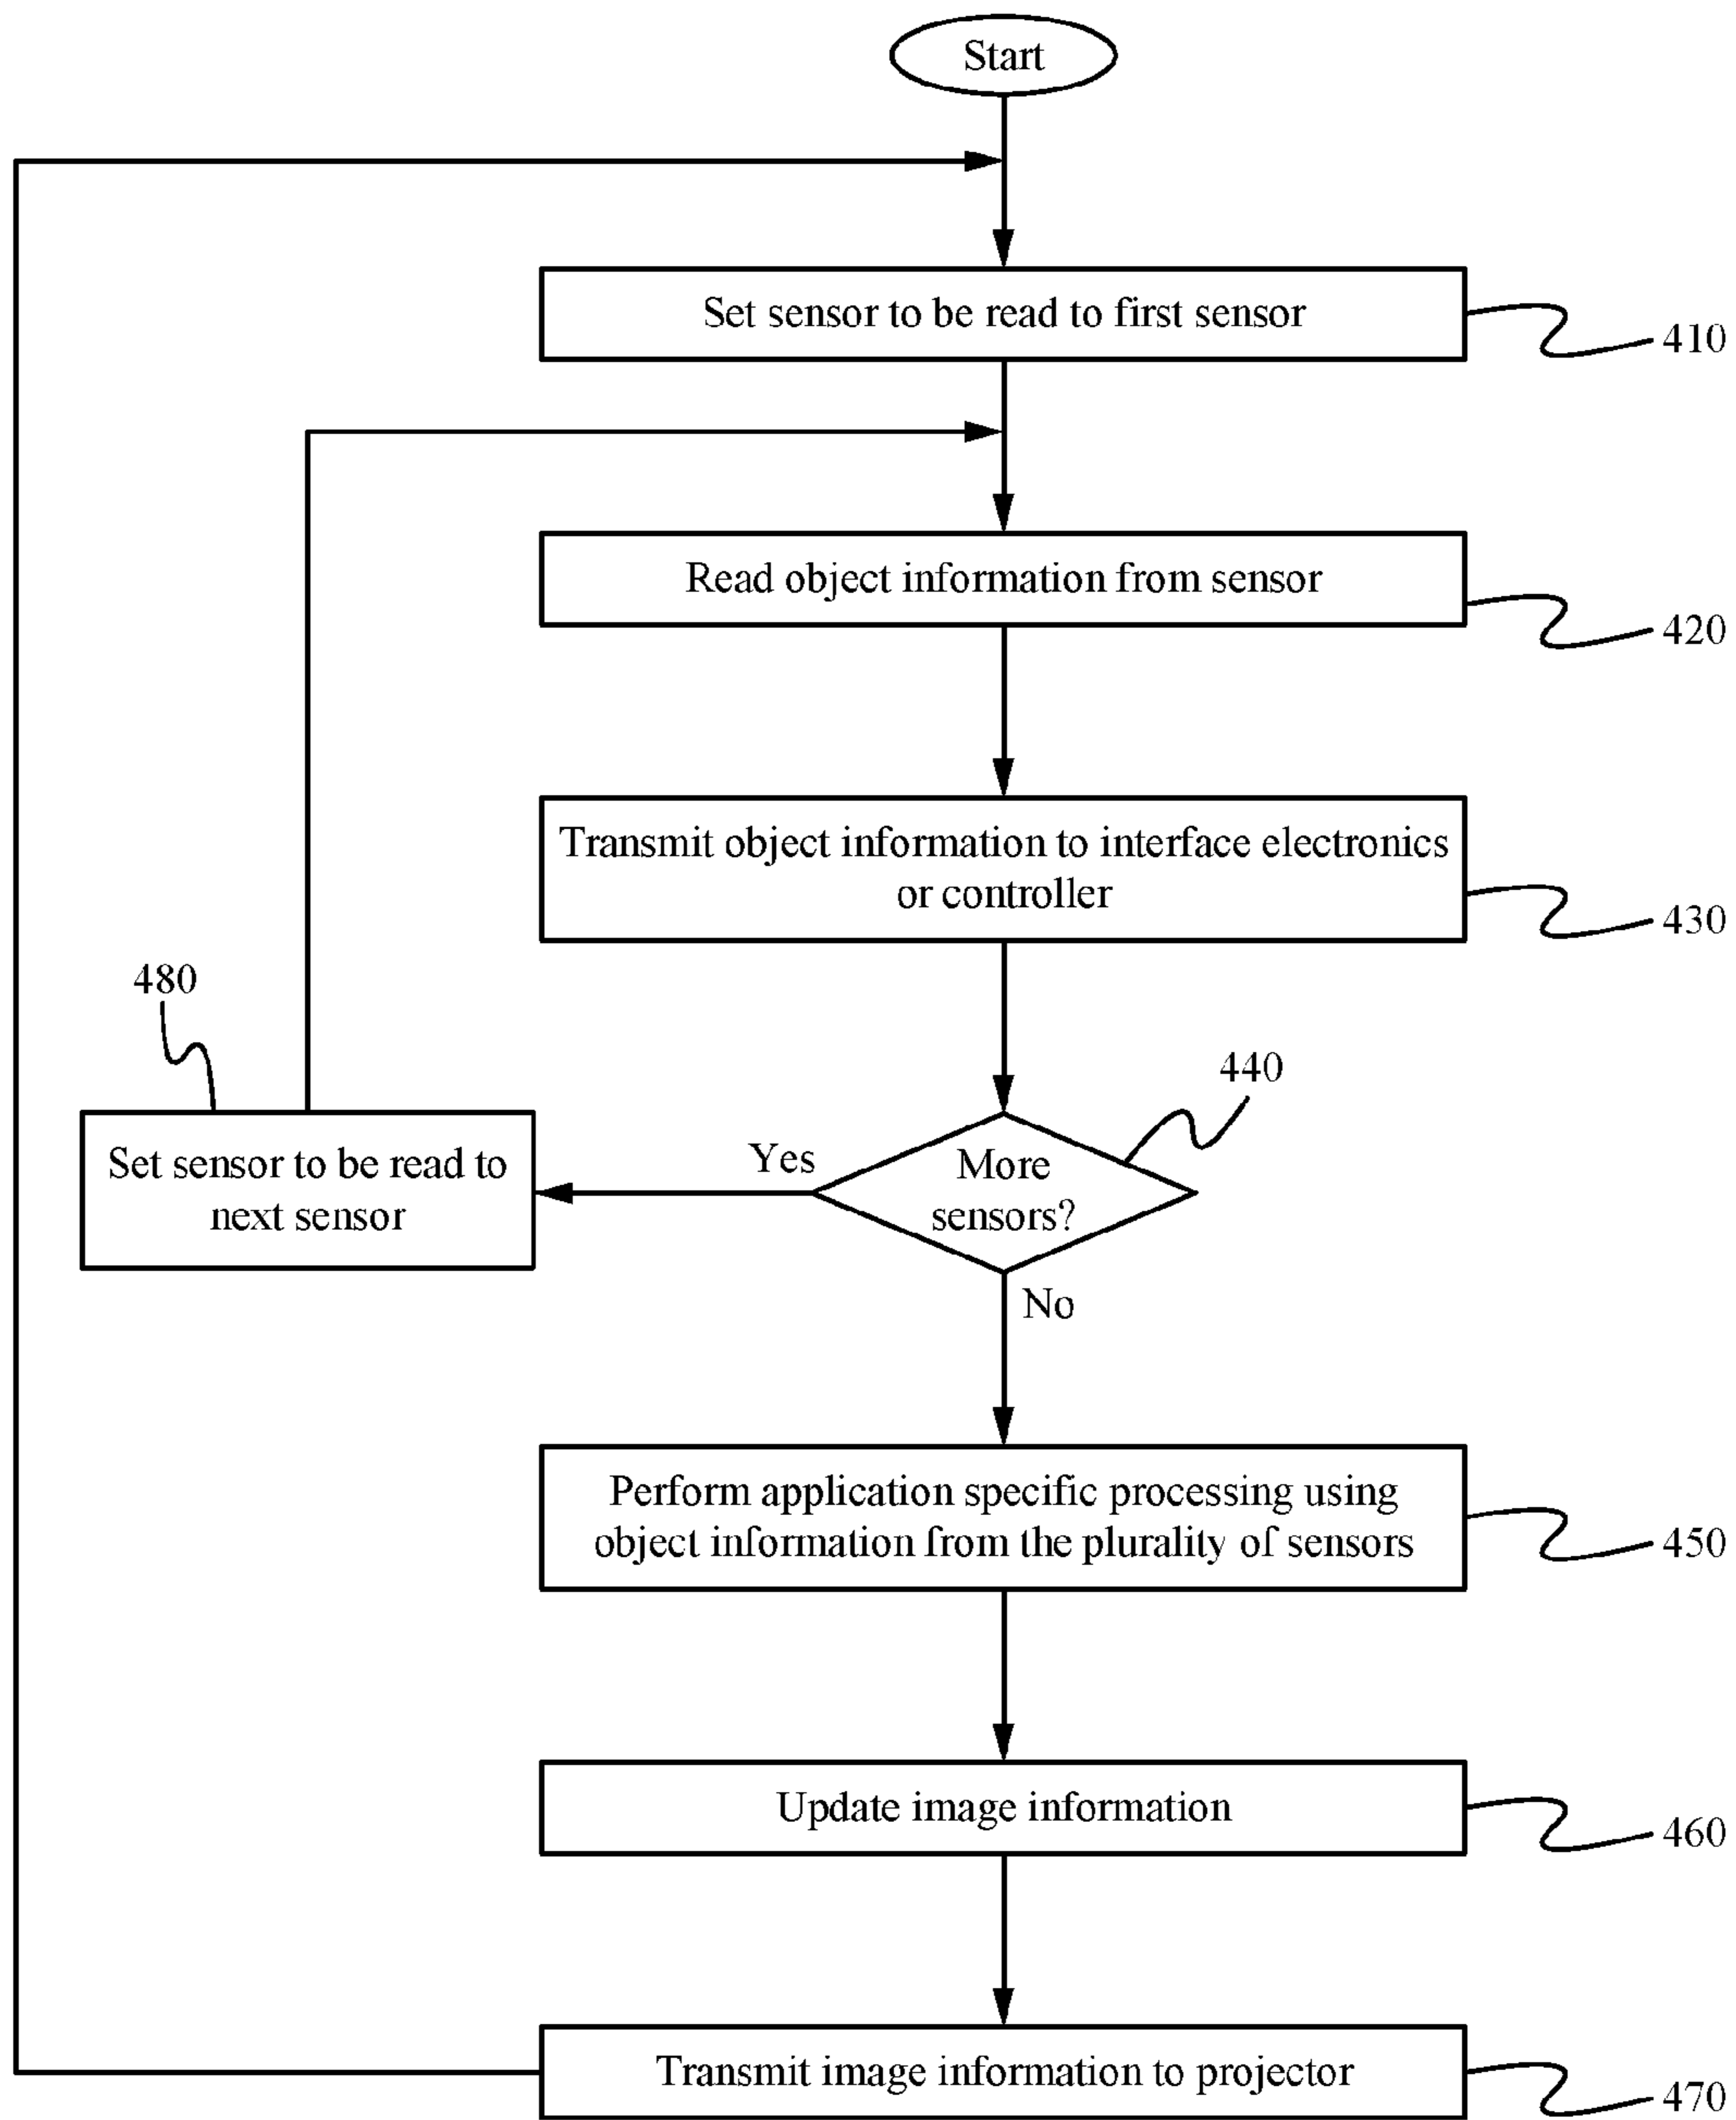 Start
Set sensor to be read to first sensor
410
Read object information from sensor
420
Transmit object information to interface electronics
or controller
430
480
440
Set sensor to be read to
next sensor
Yes
More
sensors?
No
Perform application specific processing using
object information from the plurality of sensors
450
Update image information
460
Transmit image information to projector
470